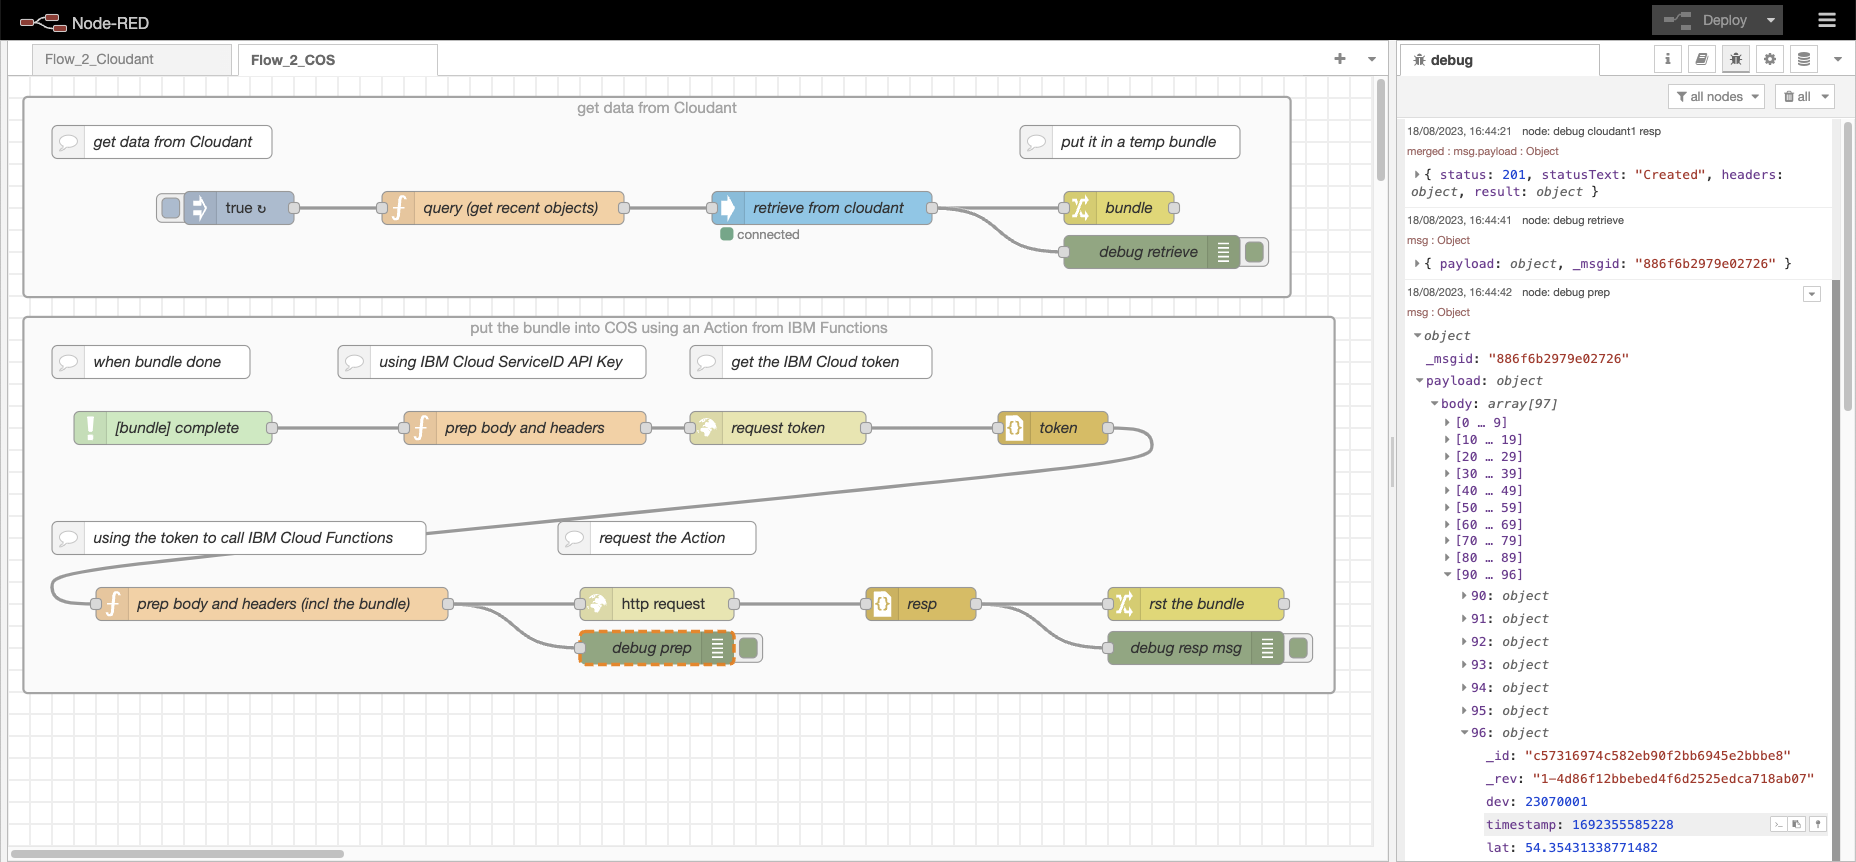 Node-RED
Deploy
Flow_2_Cloudant
Flow_2_COS
get data from Cloudant
get data from Cloudant
put it in a temp bundle
true ↻
query (get recent objects)
retrieve from cloudant
bundle
connected
debug retrieve
put the bundle into COS using an Action from IBM Functions
when bundle done
using IBM Cloud ServiceID API Key
get the IBM Cloud token
[bundle] complete
prep body and headers
request token
token
using the token to call IBM Cloud Functions
request the Action
prep body and headers (incl the bundle)
http request
resp
rst the bundle
debug prep
debug resp msg
debug
all nodes
all
18/08/2023, 16:44:21 node: debug cloudant1 resp
merged : msg.payload : Object
{ status: 201, statusText: "Created", headers:
object, result: object }
18/08/2023, 16:44:41 node: debug retrieve
msg : Object
{ payload: object, _msgid: "886f6b2979e02726" }
18/08/2023, 16:44:42 node: debug prep
msg : Object
object
_msgid: "886f6b2979e02726"
payload: object
body: array[97]
[0 … 9]
[10 … 19]
[20 … 29]
[30 … 39]
[40 … 49]
[50 … 59]
[60 … 69]
[70 … 79]
[80 … 89]
[90 … 96]
90: object
91: object
92: object
93: object
94: object
95: object
96: object
_id: "c57316974c582eb90f2bb6945e2bbbe8"
_rev: "1-4d86f12bbebed4f6d2525edca718ab07"
dev: 23070001
timestamp: 1692355585228
lat: 54.35431338771482